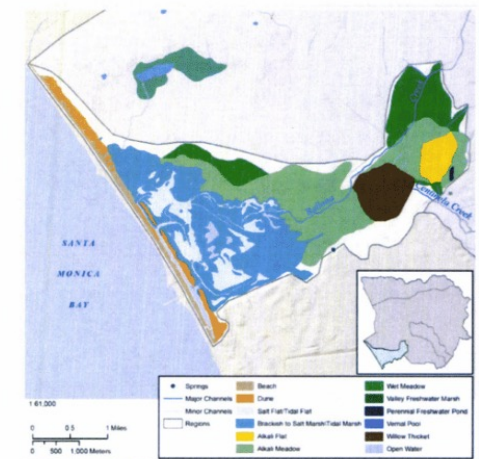 Creek
Centinela Creek
Ballona
SANTA
MONICA
BAY
1:61,000
0 0.5 1 Miles
0 500 1,000 Meters
Springs
Major Channels
Minor Channels
Regions
Beach
Dune
Salt Flat/Tidal Flat
Brackish to Salt Marsh/Tidal Marsh
Alkali Flat
Alkali Meadow
Wet Meadow
Valley Freshwater Marsh
Perennial Freshwater Pond
Vernal Pool
Willow Thicket
Open Water